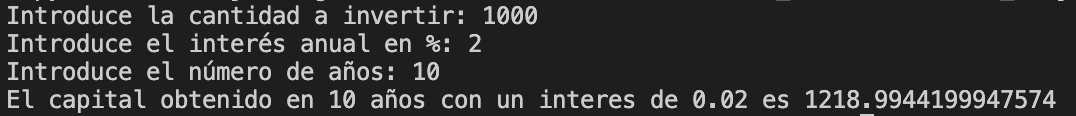 Introduce la cantidad a invertir: 1000
Introduce el interés anual en %: 2
Introduce el número de años: 10
El capital obtenido en 10 años con un interes de 0.02 es 1218.9944199947574